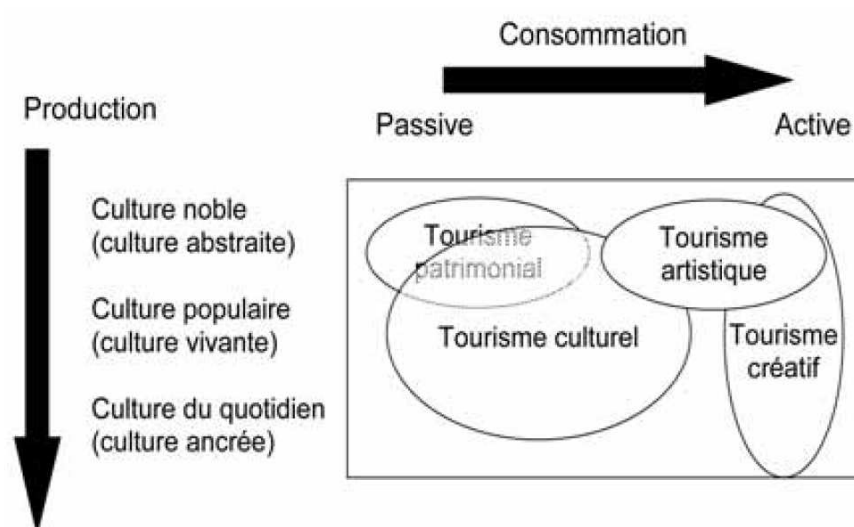 Consommation
Production
Passive
Active
Culture noble
(culture abstraite)
Culture populaire
(culture vivante)
Culture du quotidien
(culture ancrée)
Tourisme
patrimonial
Tourisme
artistique
Tourisme culturel
Tourisme
créatif